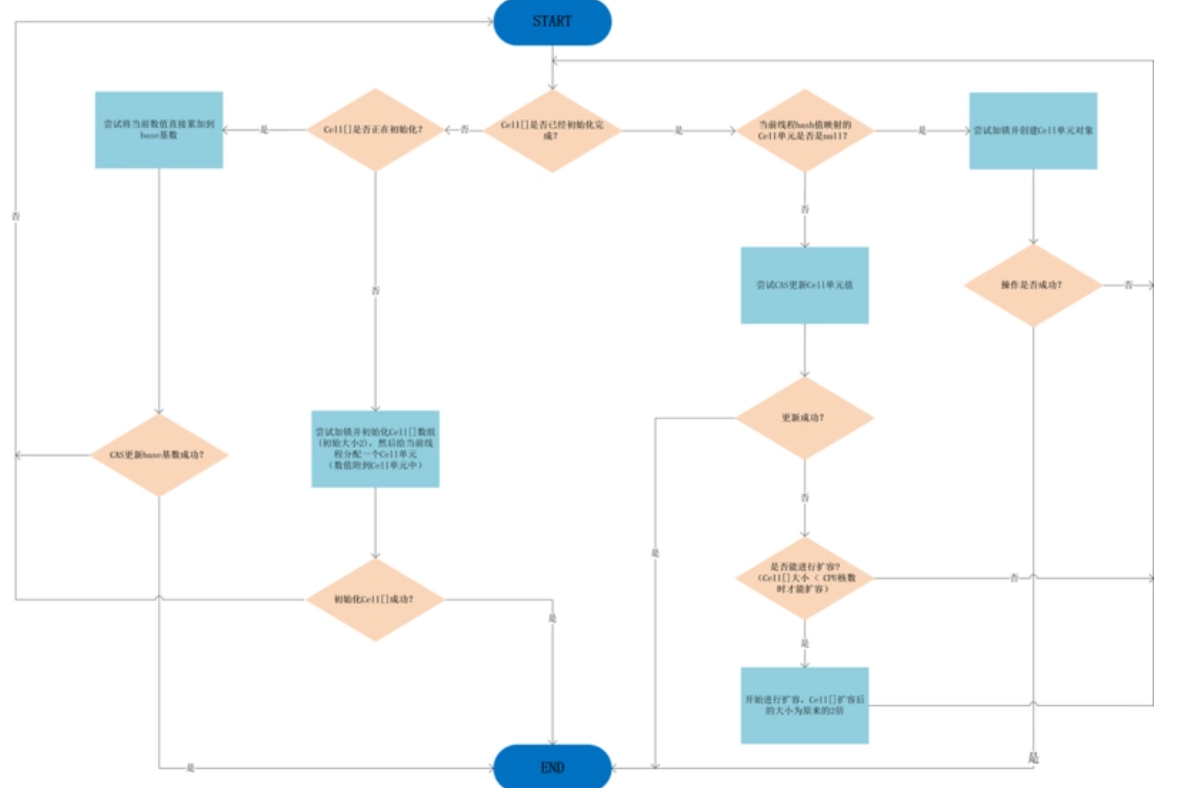 START
尝试将当前数值直接累加到
base基数
是
Cell[]是否正在初始化?
否
Cell[]是否已经初始化完
成?
是
当前线程hash值映射的
Cell单元是否是null?
是
尝试加锁并创建Cell单元对象
否
否
尝试CAS更新Cell单元值
操作是否成功?
否
否
更新成功?
尝试加锁并初始化Cell[]数组
(初始大小2),然后给当前线
程分配一个Cell单元
(数值附到Cell单元中)
CAS更新base基数成功?
否
是
是否能进行扩容?
(Cell[]大小 < CPU核数
时才能扩容)
否
初始化Cell[]成功?
是
是
开始进行扩容,Cell[]扩容后
的大小为原来的2倍
是
END
是